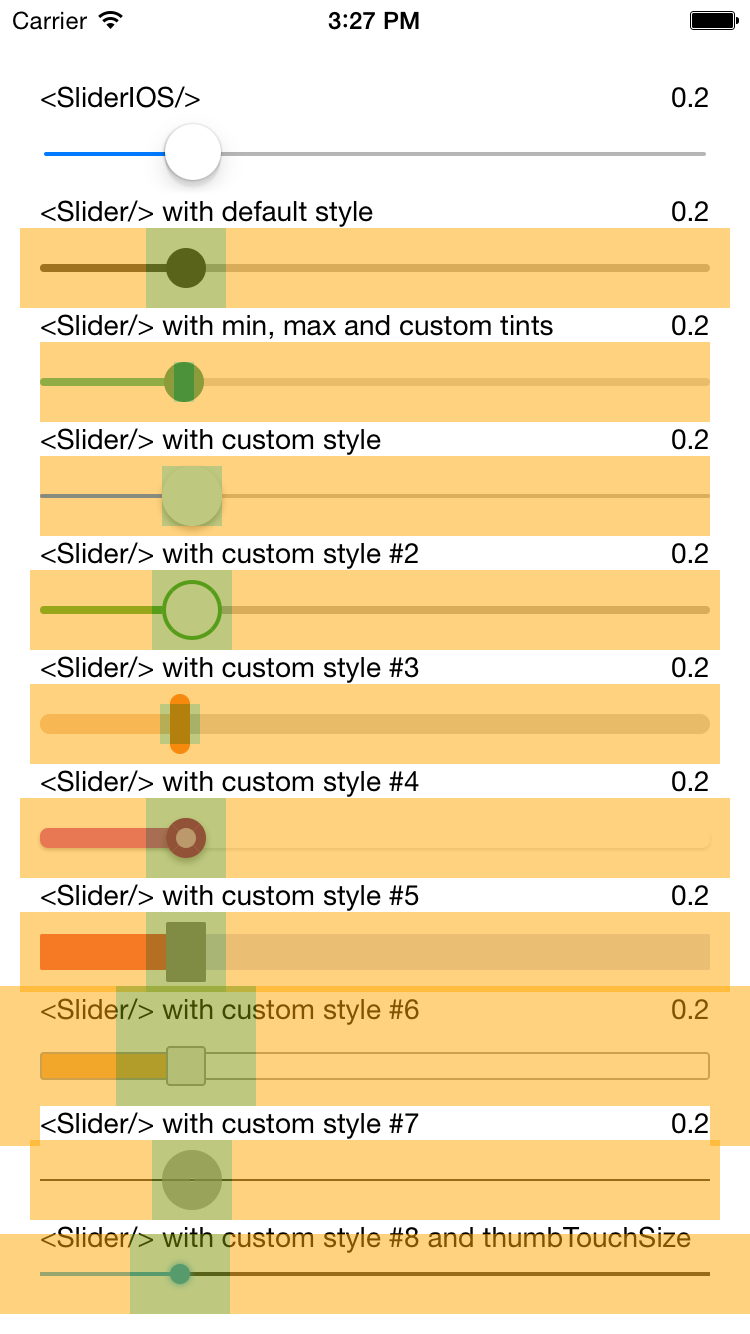 Carrier 3:27 PM
<SliderIOS/> 0.2
<Slider/> with default style 0.2
<Slider/> with min, max and custom tints 0.2
<Slider/> with custom style 0.2
<Slider/> with custom style #2 0.2
<Slider/> with custom style #3 0.2
<Slider/> with custom style #4 0.2
<Slider/> with custom style #5 0.2
<Slider/> with custom style #6 0.2
<Slider/> with custom style #7 0.2
<Slider/> with custom style #8 and thumbTouchSize